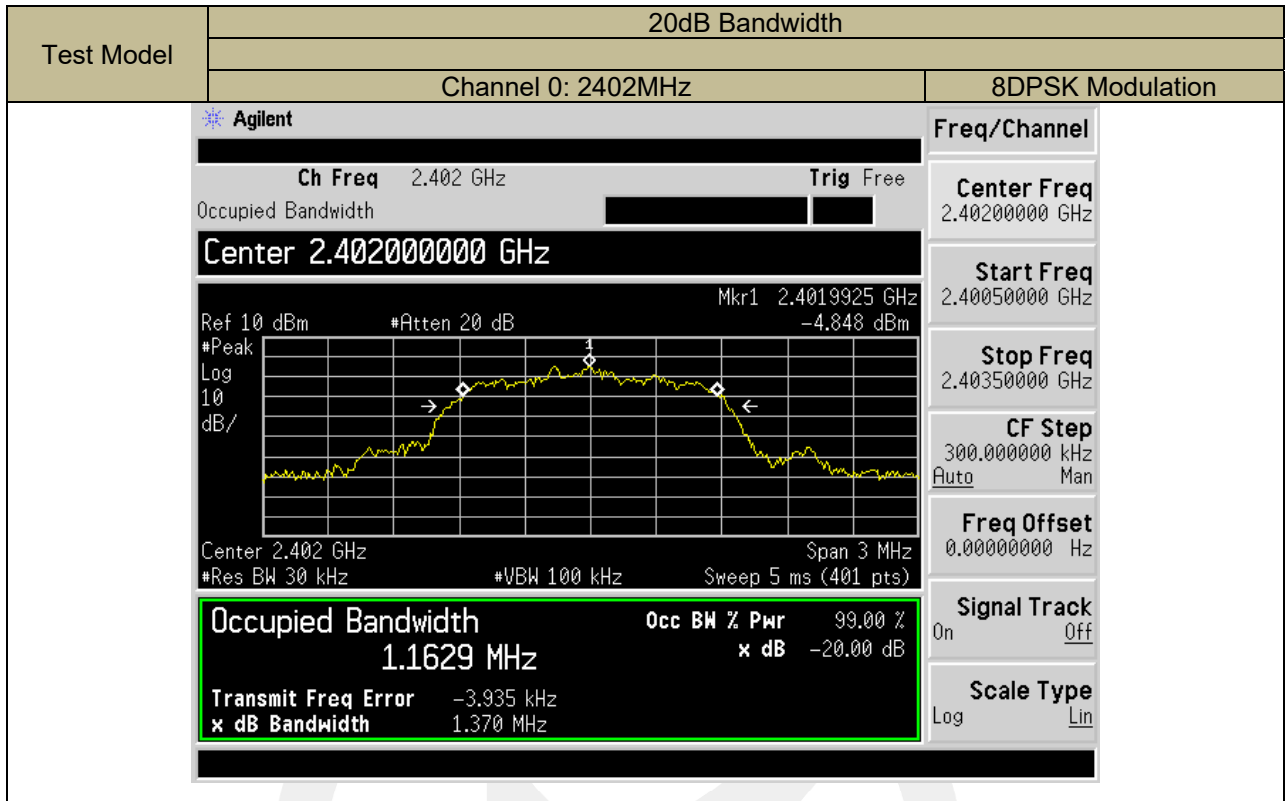 Test Model
20dB Bandwidth
Channel 0: 2402MHz
8DPSK Modulation
Agilent
Ch Freq 2.402 GHz Trig Free
Occupied Bandwidth
Center 2.402000000 GHz
Mkr1 2.4019925 GHz
Ref 10 dBm #Atten 20 dB -4.848 dBm
#Peak
Log
10
dB/
1
Center 2.402 GHz Span 3 MHz
#Res BW 30 kHz #VBW 100 kHz Sweep 5 ms (401 pts)
Occupied Bandwidth
1.1629 MHz
Occ BW % Pwr 99.00 %
x dB -20.00 dB
Transmit Freq Error -3.935 kHz
x dB Bandwidth 1.370 MHz
Freq/Channel
Center Freq
2.40200000 GHz
Start Freq
2.40050000 GHz
Stop Freq
2.40350000 GHz
CF Step
300.000000 kHz
Auto Man
Freq Offset
0.00000000 Hz
Signal Track
On Off
Scale Type
Log Lin